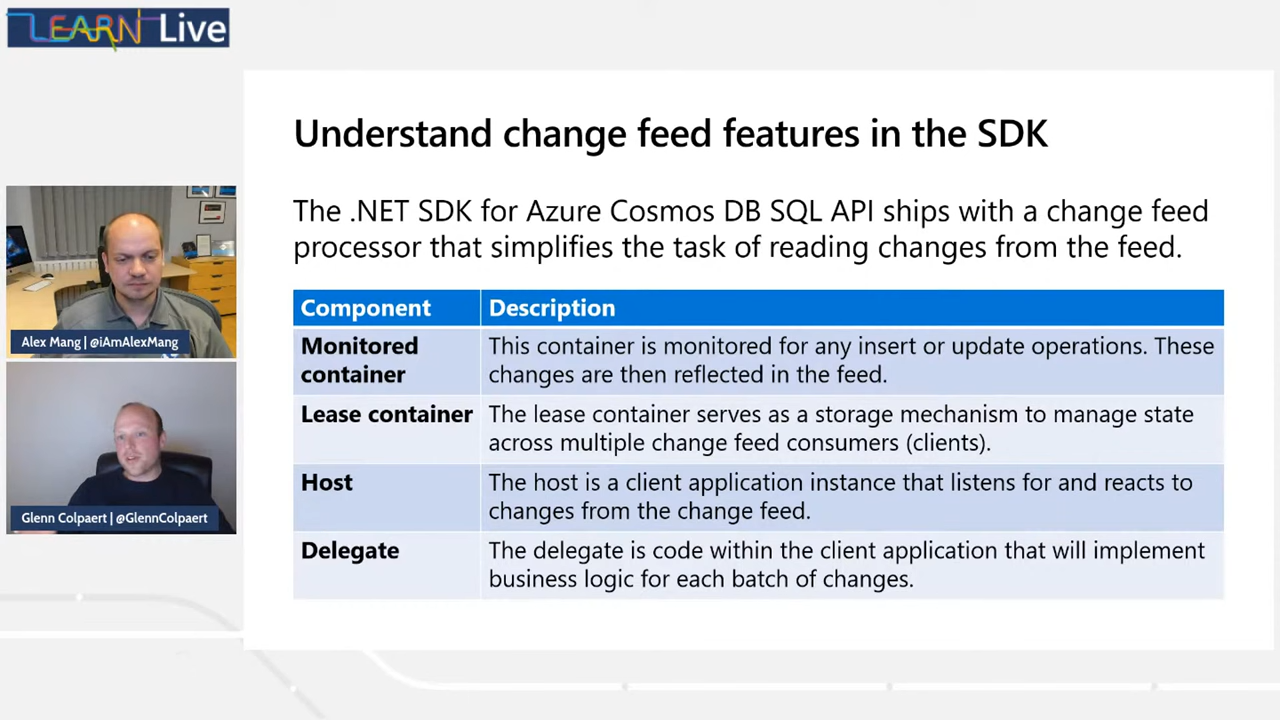 LEARN Live
Understand change feed features in the SDK
The .NET SDK for Azure Cosmos DB SQL API ships with a change feed
processor that simplifies the task of reading changes from the feed.
Component Description
Monitored container This container is monitored for any insert or update operations. These
changes are then reflected in the feed.
Lease container The lease container serves as a storage mechanism to manage state
across multiple change feed consumers (clients).
Host The host is a client application instance that listens for and reacts to
changes from the change feed.
Delegate The delegate is code within the client application that will implement
business logic for each batch of changes.
Alex Mang | @iAmAlexMang
Glenn Colpaert | @GlennColpaert